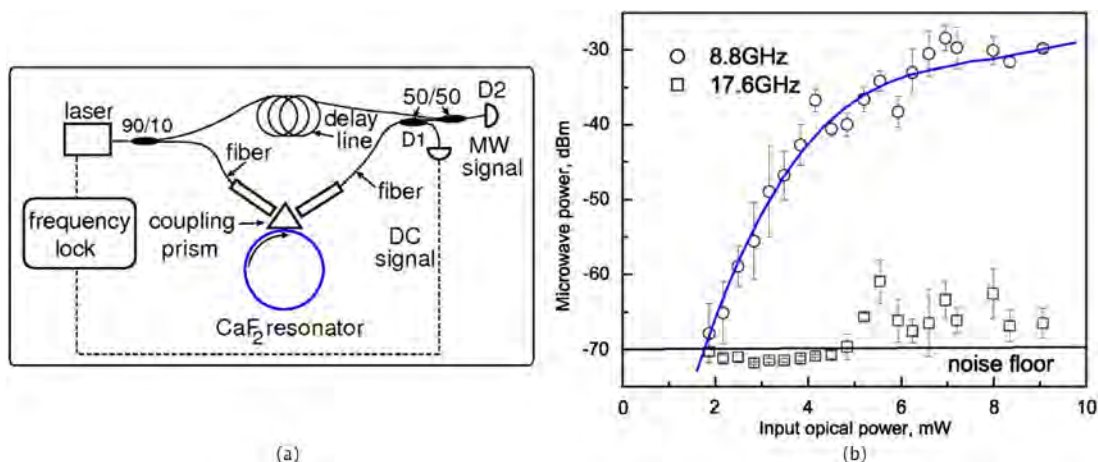 laser
90/10
delay
line
50/50
D2
D1
MW
signal
fiber
fiber
frequency
lock
coupling
prism
DC
signal
CaF2 resonator
(a)
Microwave power, dBm
-30
-40
-50
-60
-70
8.8GHz
17.6GHz
noise floor
0 2 4 6 8 10
Input opical power, mW
(b)